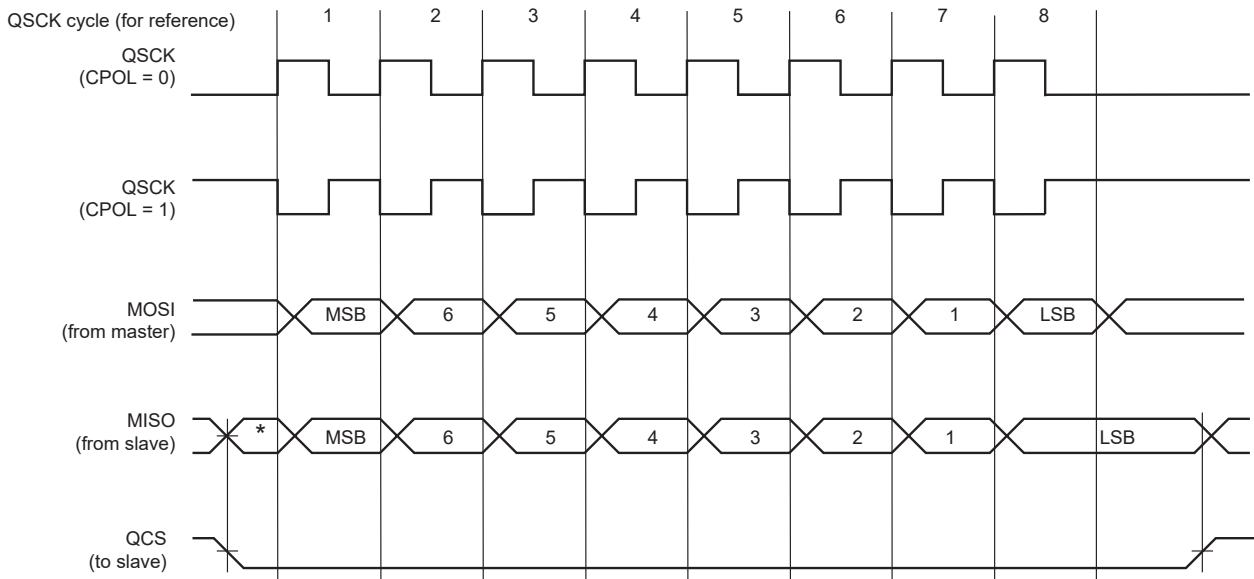 QSCK cycle (for reference) 1 2 3 4 5 6 7 8
QSCK
(CPOL = 0)
QSCK
(CPOL = 1)
MOSI
(from master)
MSB 6 5 4 3 2 1 LSB
MISO
(from slave)
* MSB 6 5 4 3 2 1 LSB
QCS
(to slave)